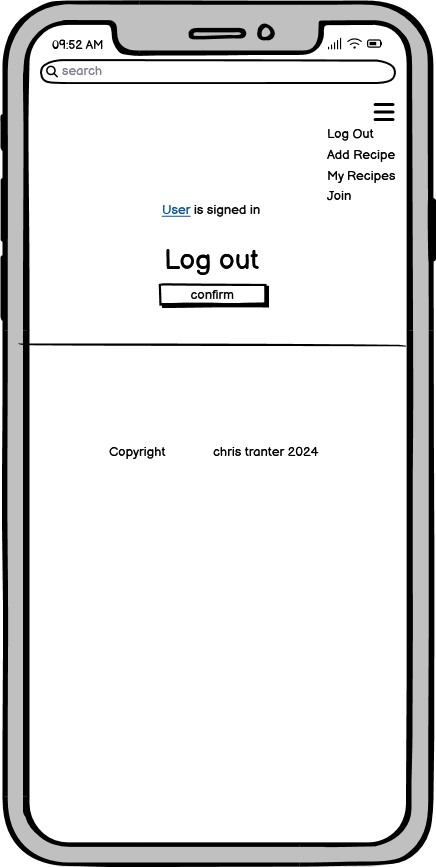 09:52 AM
search
Log Out
Add Recipe
My Recipes
Join
User is signed in
Log out
confirm
Copyright chris tranter 2024